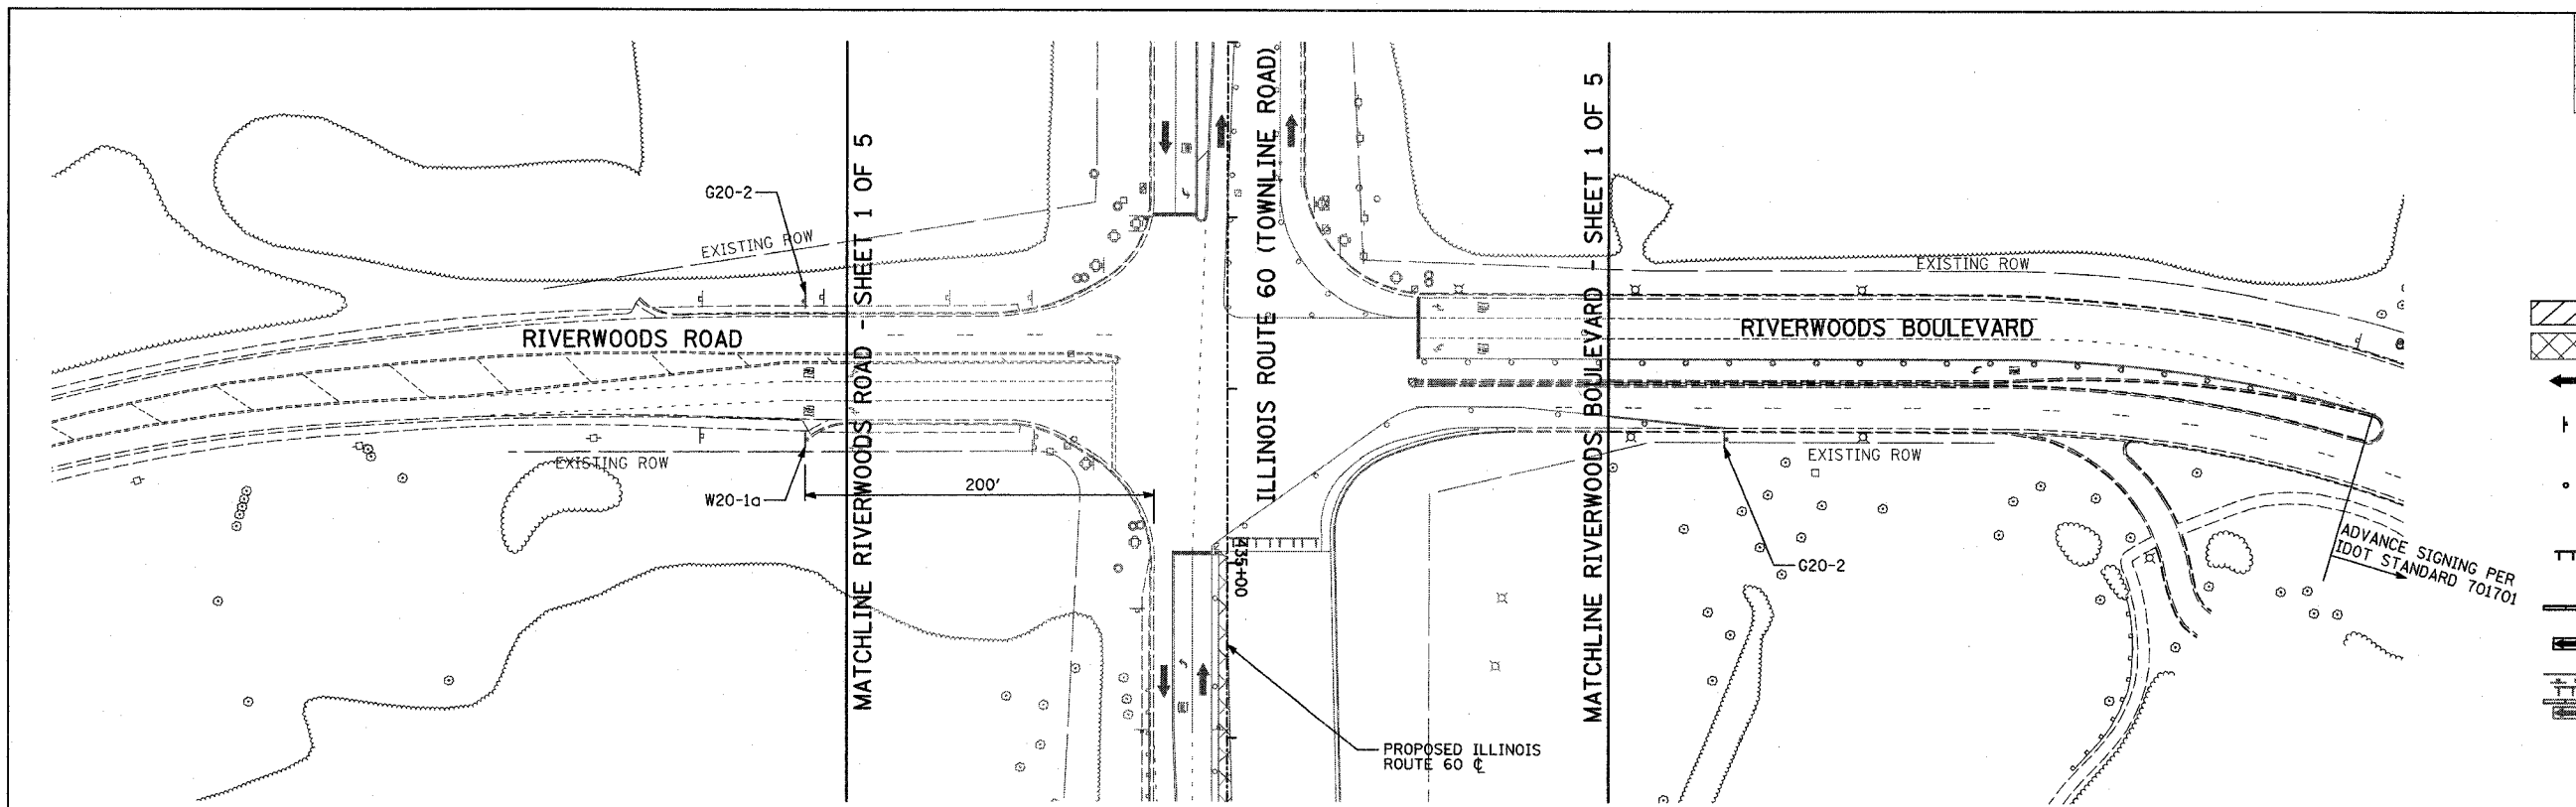 G20-2
EXISTING ROW
RIVERWOODS ROAD
EXISTING ROW
W20-1a
200'
MATCHLINE RIVERWOODS ROAD - SHEET 1 OF 5
ILLINOIS ROUTE 60 (TOWNLINE ROAD)
435+00
PROPOSED ILLINOIS
ROUTE 60 ℄
MATCHLINE RIVERWOODS BOULEVARD - SHEET 1 OF 5
EXISTING ROW
RIVERWOODS BOULEVARD
EXISTING ROW
G20-2
ADVANCE SIGNING PER
IDOT STANDARD 701701